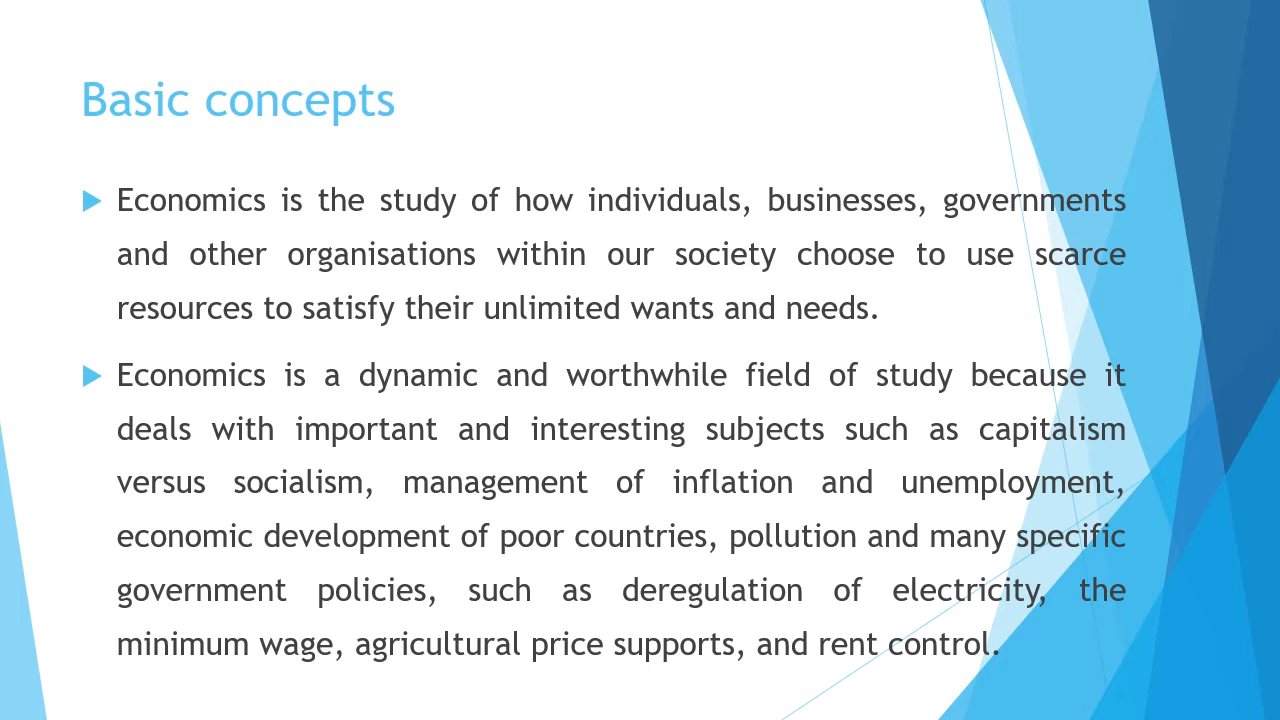 Basic concepts
Economics is the study of how individuals, businesses, governments
and other organisations within our society choose to use scarce
resources to satisfy their unlimited wants and needs.
Economics is a dynamic and worthwhile field of study because it
deals with important and interesting subjects such as capitalism
versus socialism, management of inflation and unemployment,
economic development of poor countries, pollution and many specific
government policies, such as deregulation of electricity, the
minimum wage, agricultural price supports, and rent control.